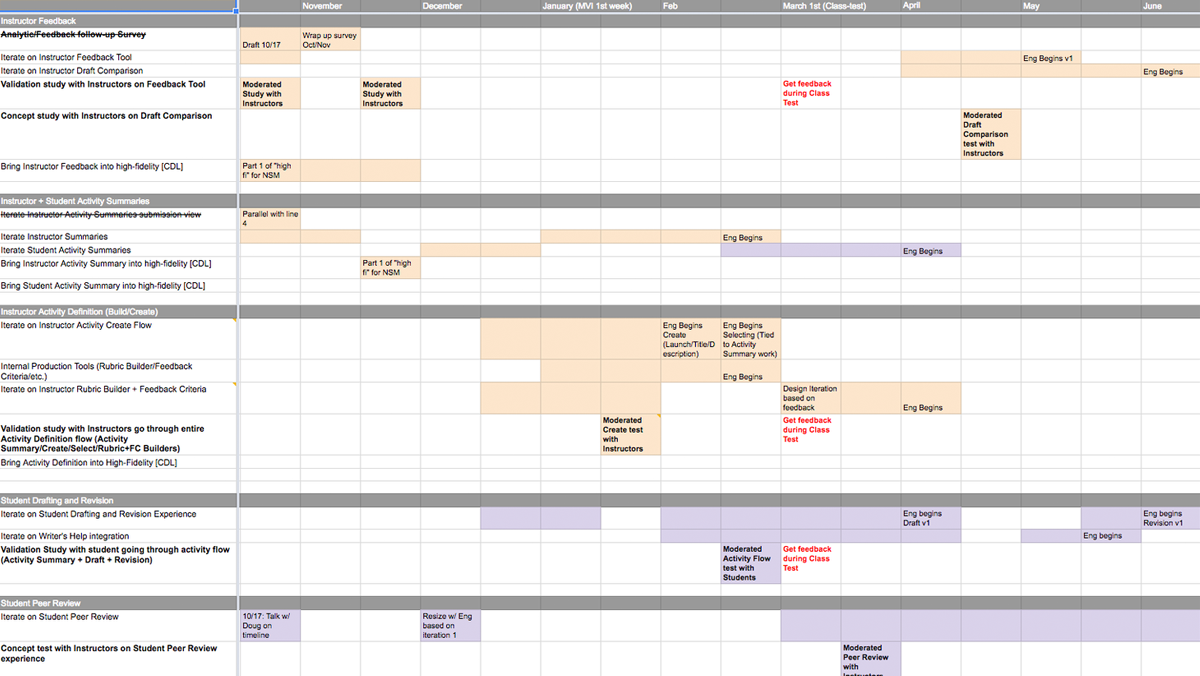 November December January (MVI 1st week) Feb March 1st (Class-test) April May June
Instructor Feedback
Analytic/Feedback follow-up Survey
Draft 10/17
Wrap up survey
Oct/Nov
Iterate on Instructor Feedback Tool
Eng Begins v1
Iterate on Instructor Draft Comparison
Eng Begins
Validation study with Instructors on Feedback Tool
Moderated
Study with
Instructors
Moderated
Study with
Instructors
Get feedback
during Class
Test
Concept study with Instructors on Draft Comparison
Moderated
Draft
Comparison
test with
Instructors
Bring Instructor Feedback into high-fidelity [CDL]
Part 1 of "high
fi" for NSM
Instructor + Student Activity Summaries
Iterate Instructor Activity Summaries submission view
Parallel with line
4
Iterate Instructor Summaries
Eng Begins
Iterate Student Activity Summaries
Eng Begins
Bring Instructor Activity Summary into high-fidelity [CDL]
Part 1 of "high
fi" for NSM
Bring Student Activity Summary into high-fidelity [CDL]
Instructor Activity Definition (Build/Create)
Iterate on Instructor Activity Create Flow
Eng Begins
Create
(Launch/Title/D
escription)
Eng Begins
Selecting (Tied
to Activity
Summary work)
Internal Production Tools (Rubric Builder/Feedback
Criteria/etc.)
Eng Begins
Iterate on Instructor Rubric Builder + Feedback Criteria
Design Iteration
based on
feedback
Eng Begins
Validation study with Instructors go through entire
Activity Definition flow (Activity
Summary/Create/Select/Rubric+FC Builders)
Moderated
Create test
with
Instructors
Get feedback
during Class
Test
Bring Activity Definition into High-Fidelity [CDL]
Student Drafting and Revision
Iterate on Student Drafting and Revision Experience
Eng begins
Draft v1
Eng begins
Revision v1
Iterate on Writer's Help integration
Eng begins
Validation Study with student going through activity flow
(Activity Summary + Draft + Revision)
Moderated
Activity Flow
test with
Students
Get feedback
during Class
Test
Student Peer Review
Iterate on Student Peer Review
10/17: Talk w/
Doug on
timeline
Resize w/ Eng
based on
iteration 1
Concept test with Instructors on Student Peer Review
experience
Moderated
Peer Review
with